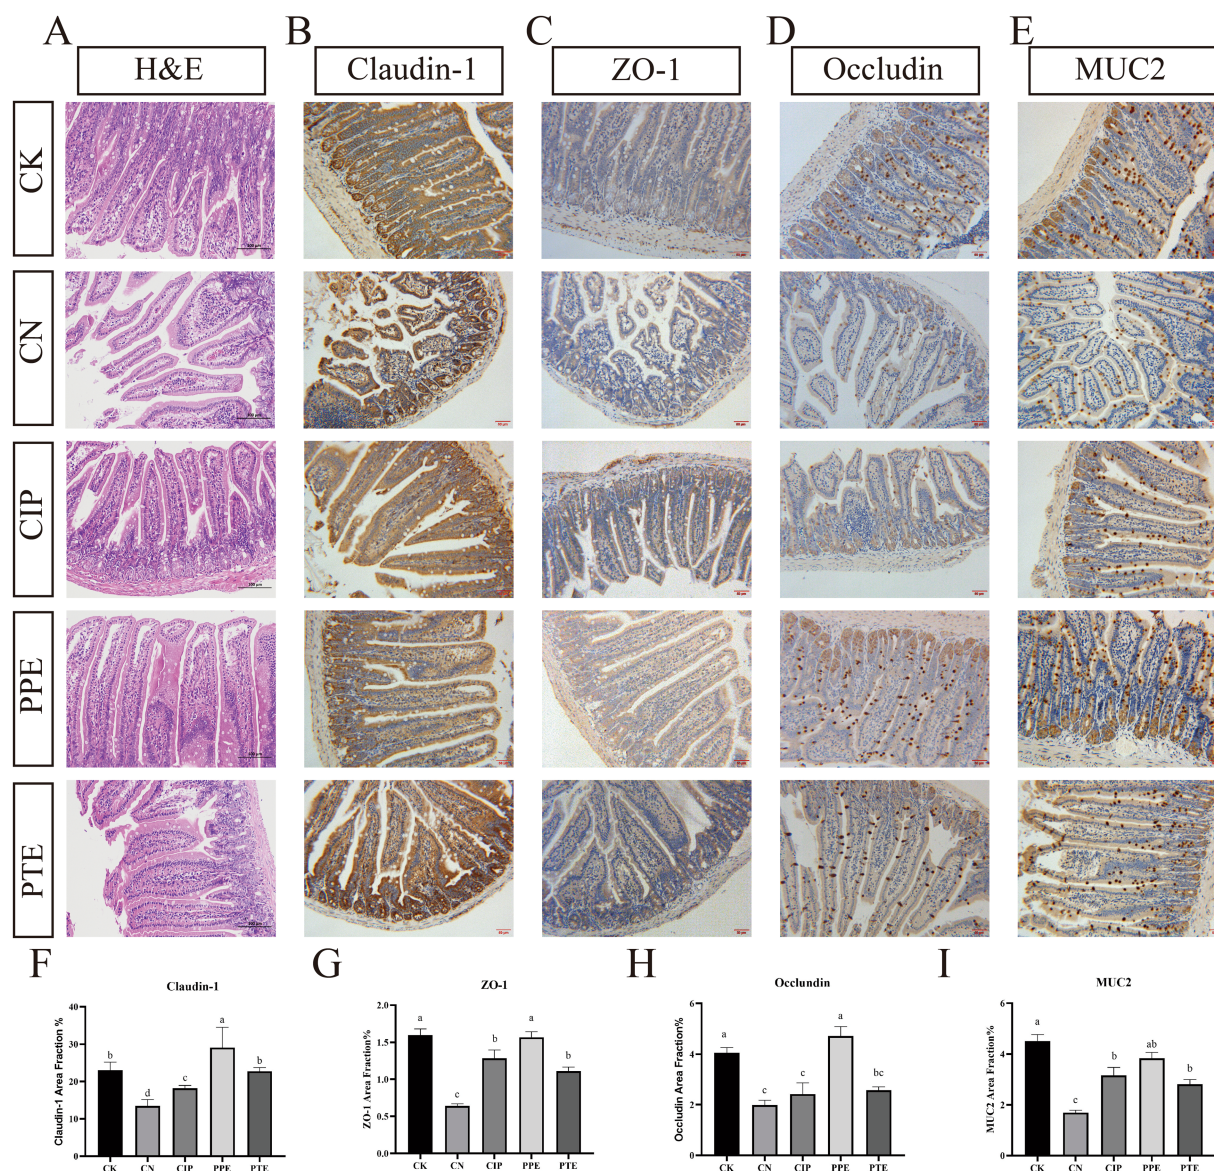 A B C D E
H&E Claudin-1 ZO-1 Occludin MUC2
CK
CN
CIP
PPE
PTE
F G H I
Claudin-1
Claudin-1 Area Fraction %
40
30
20
10
0
b d c a b
CK CN CIP PPE PTE
ZO-1
ZO-1 Area Fraction%
2.0
1.5
1.0
0.5
0.0
a c b a b
CK CN CIP PPE PTE
Occlundin
Occludin Area Fraction%
6
4
2
0
a c c a bc
CK CN CIP PPE PTE
MUC2
MUC2 Area Fraction%
6
4
2
0
a c b ab b
CK CN CIP PPE PTE